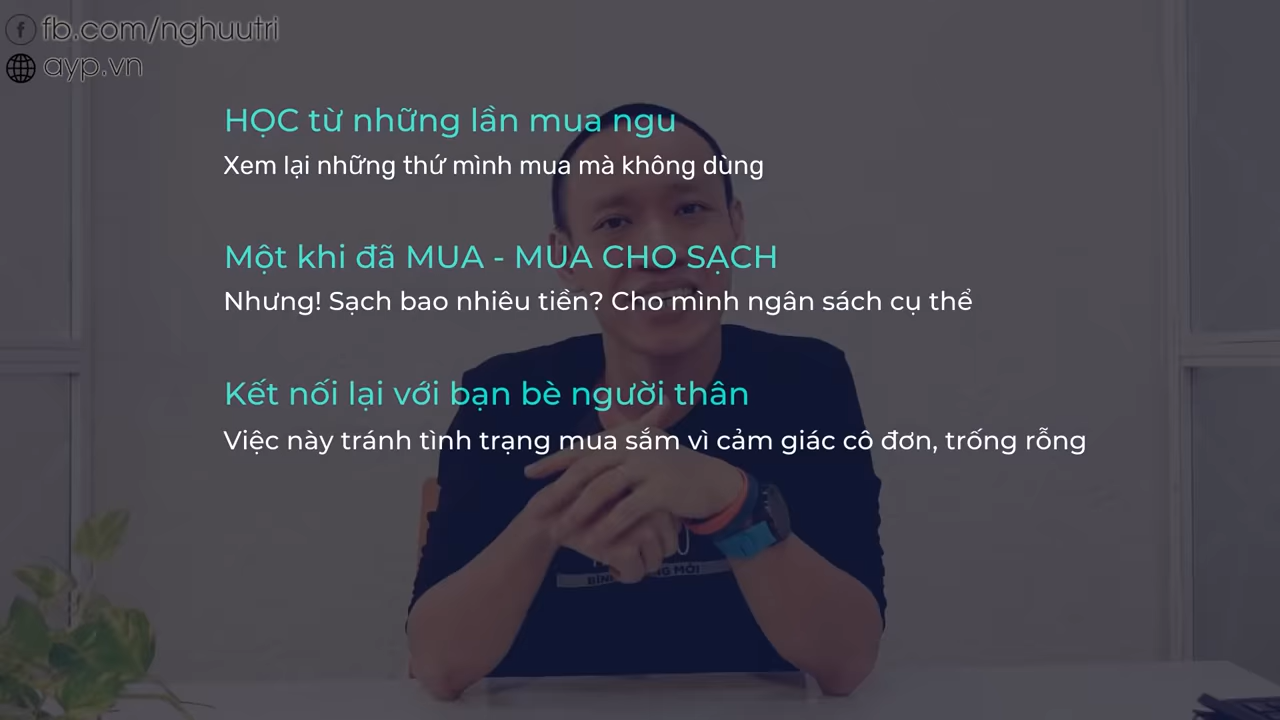 fb.com/nghuutri
ayp.vn
HỌC từ những lần mua ngu
Xem lại những thứ mình mua mà không dùng
Một khi đã MUA - MUA CHO SẠCH
Nhưng! Sạch bao nhiêu tiền? Cho mình ngân sách cụ thể
Kết nối lại với bạn bè người thân
Việc này tránh tình trạng mua sắm vì cảm giác cô đơn, trống rỗng
MỚI